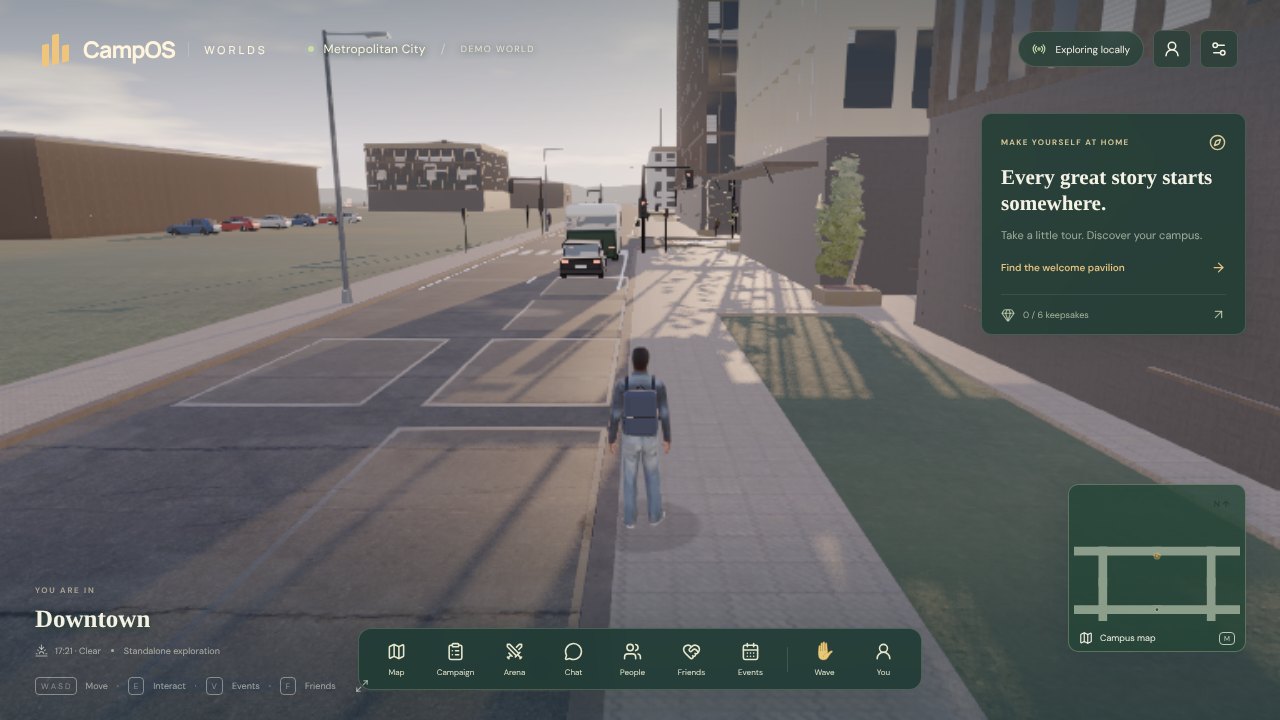 CampOS
WORLDS
Metropolitan City / DEMO WORLD
Exploring locally
MAKE YOURSELF AT HOME
Every great story starts
somewhere.
Take a little tour. Discover your campus.
Find the welcome pavilion
0 / 6 keepsakes
N
Campus map
M
YOU ARE IN
Downtown
17:21 · Clear • Standalone exploration
WASD Move · E Interact · V Events · F Friends
Map
Campaign
Arena
Chat
People
Friends
Events
Wave
You